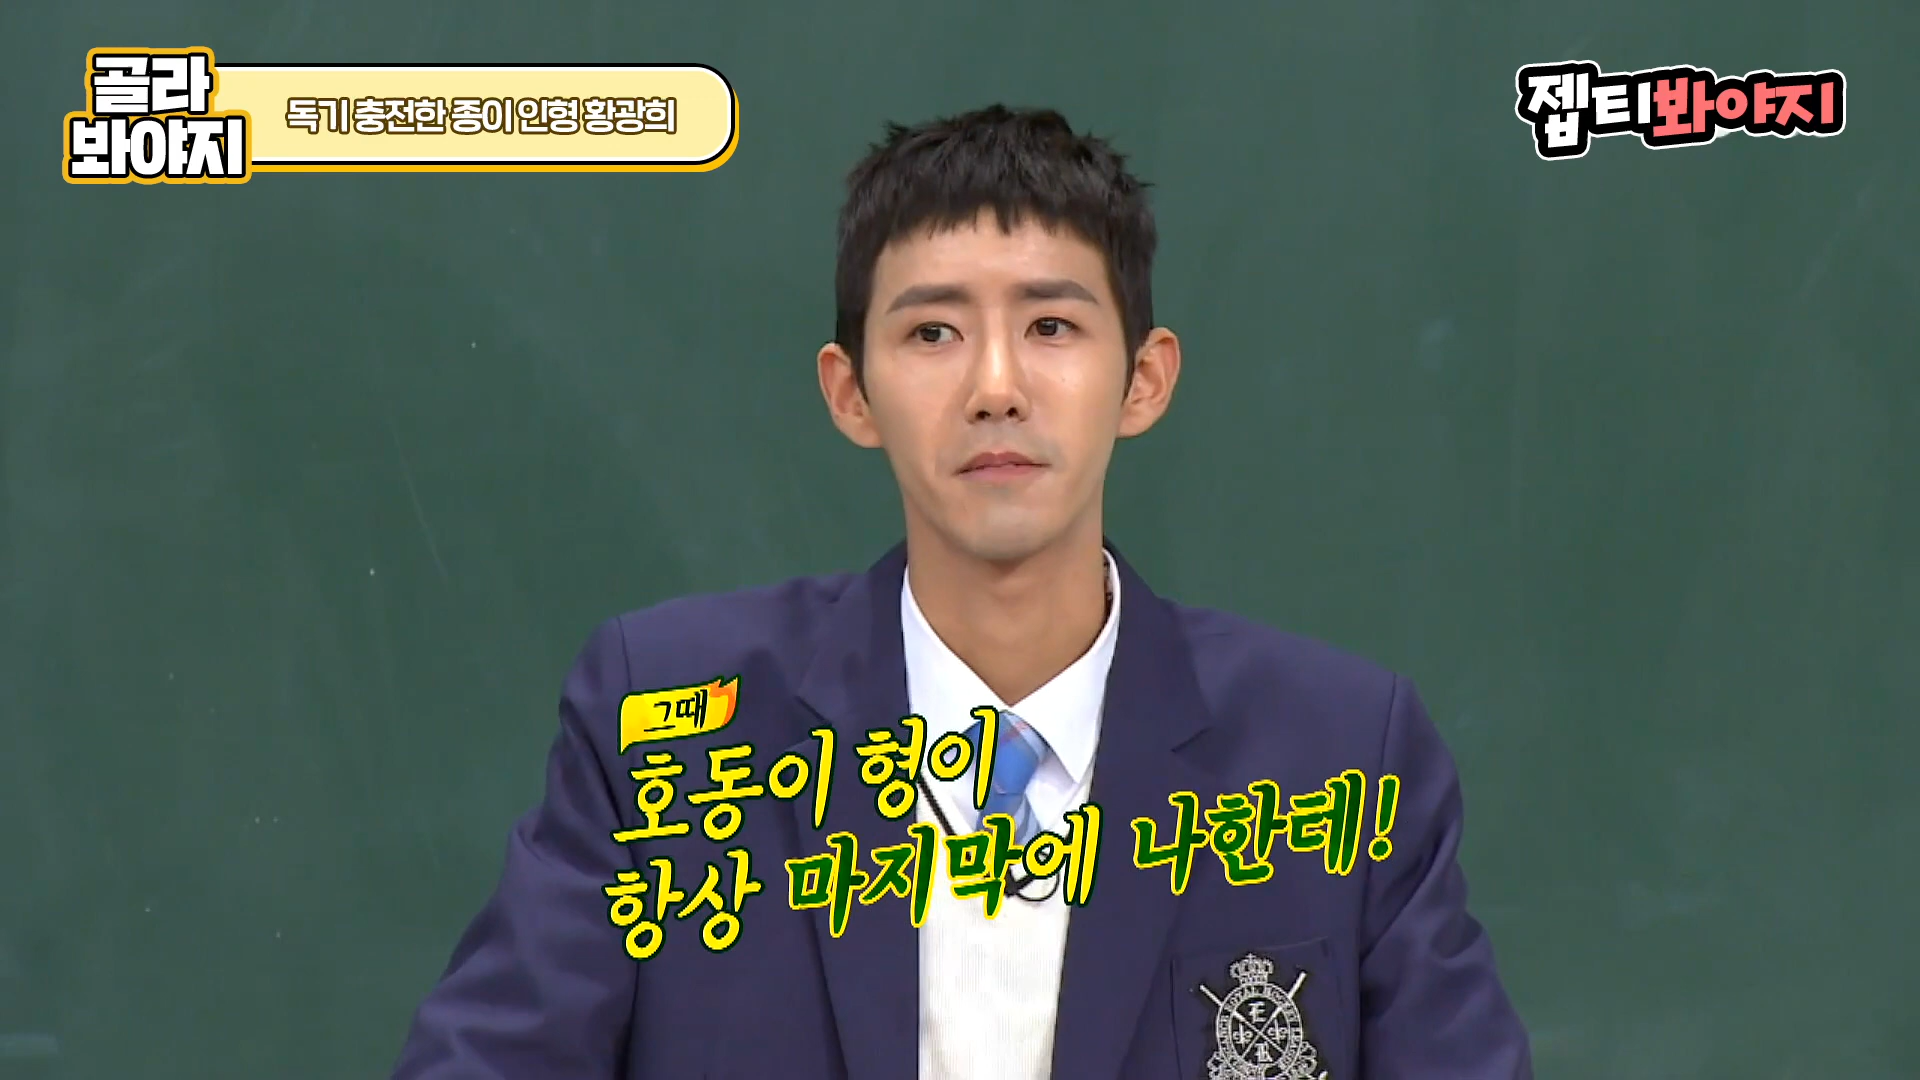 골라
봐야지
독기 충전한 종이 인형 황광희
젭티봐야지
그때
호동이 형이
항상 마지막에 나한테!